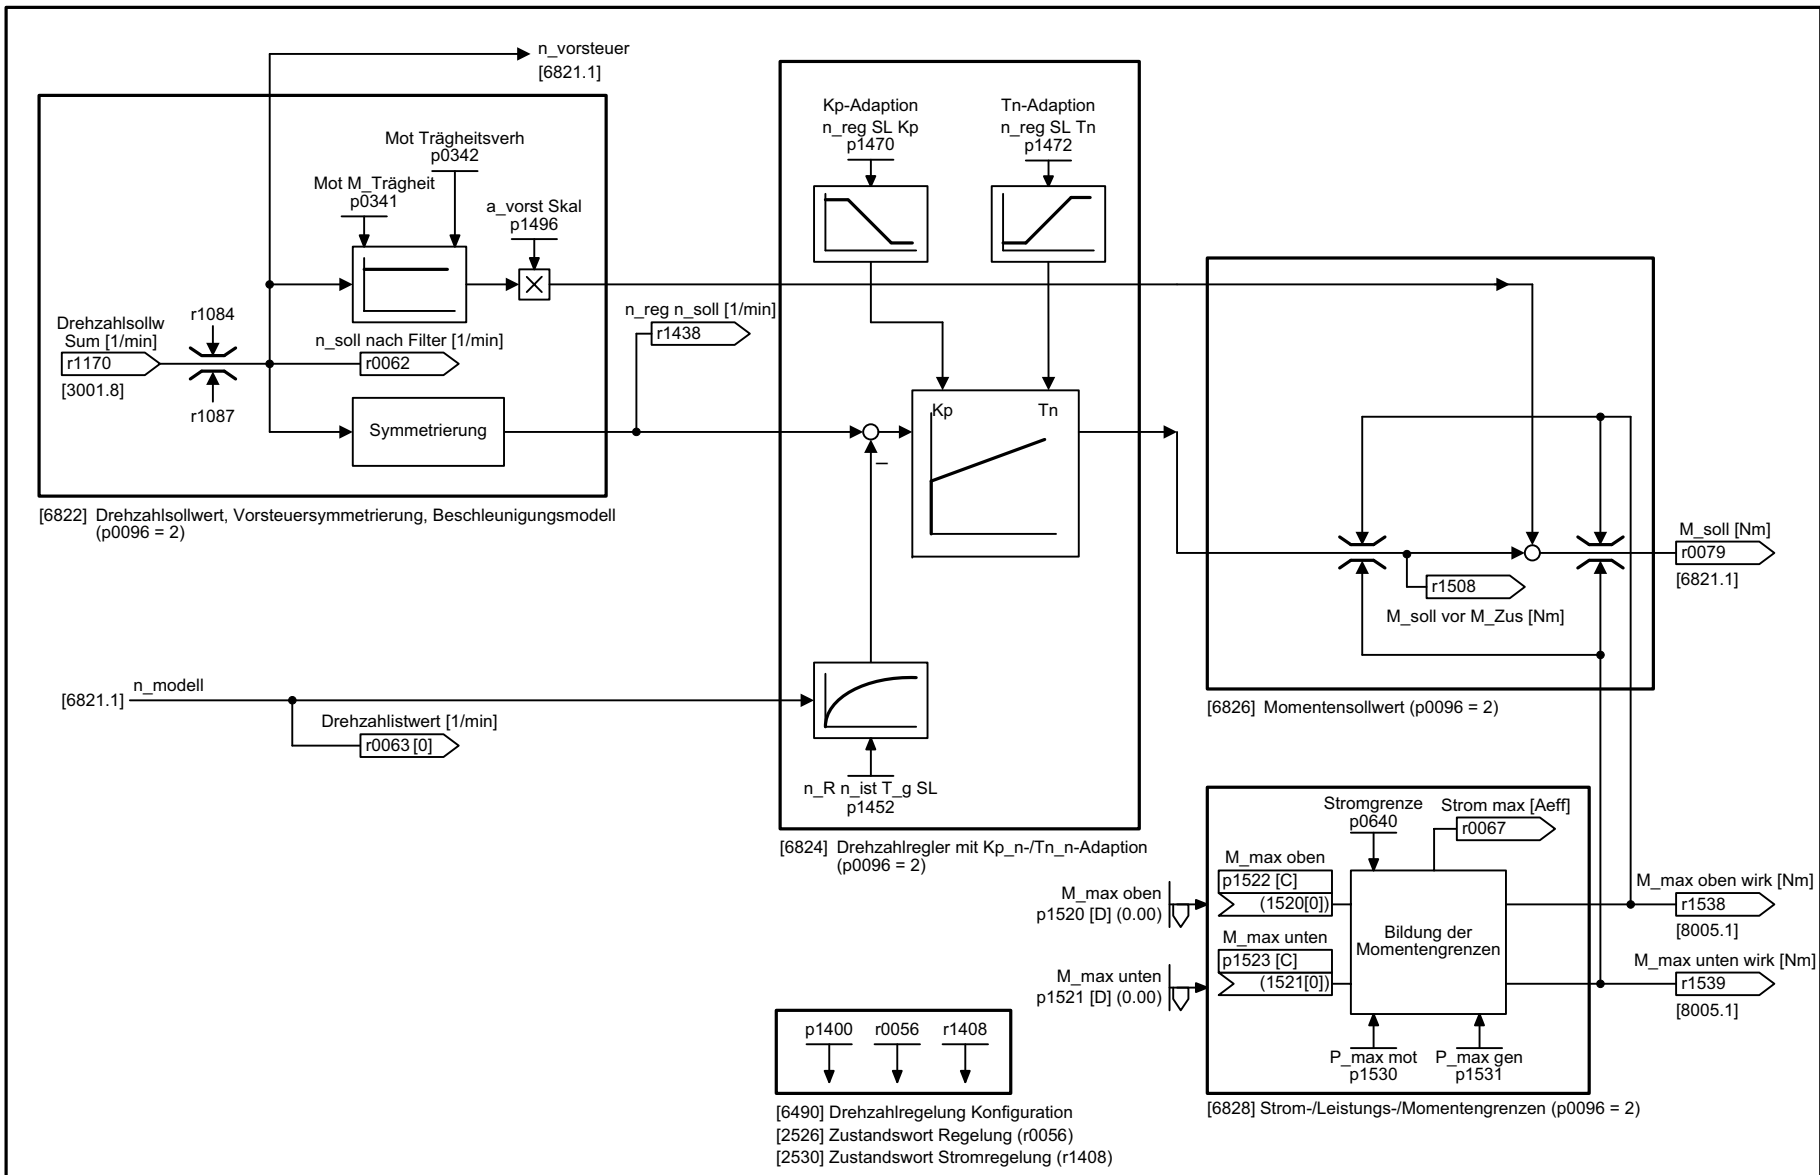 n_vorsteuer
[6821.1]
Mot Trägheitsverh
p0342
Mot M_Trägheit
p0341
a_vorst Skal
p1496
Drehzahlsollw
Sum [1/min]
r1170
[3001.8]
r1084
r1087
n_soll nach Filter [1/min]
r0062
Symmetrierung
n_reg n_soll [1/min]
r1438
[6822] Drehzahlsollwert, Vorsteuersymmetrierung, Beschleunigungsmodell
(p0096 = 2)
Kp-Adaption
n_reg SL Kp
p1470
Tn-Adaption
n_reg SL Tn
p1472
Kp
Tn
–
[6821.1]
n_modell
Drehzahlistwert [1/min]
r0063 [0]
n_R n_ist T_g SL
p1452
[6824] Drehzahlregler mit Kp_n-/Tn_n-Adaption
(p0096 = 2)
r1508
M_soll vor M_Zus [Nm]
M_soll [Nm]
r0079
[6821.1]
[6826] Momentensollwert (p0096 = 2)
Stromgrenze
p0640
Strom max [Aeff]
r0067
M_max oben
p1520 [D] (0.00)
M_max oben
p1522 [C]
(1520[0])
M_max unten
p1521 [D] (0.00)
M_max unten
p1523 [C]
(1521[0])
Bildung der
Momentengrenzen
M_max oben wirk [Nm]
r1538
[8005.1]
M_max unten wirk [Nm]
r1539
[8005.1]
P_max mot
p1530
P_max gen
p1531
[6828] Strom-/Leistungs-/Momentengrenzen (p0096 = 2)
p1400 r0056 r1408
[6490] Drehzahlregelung Konfiguration
[2526] Zustandswort Regelung (r0056)
[2530] Zustandswort Stromregelung (r1408)